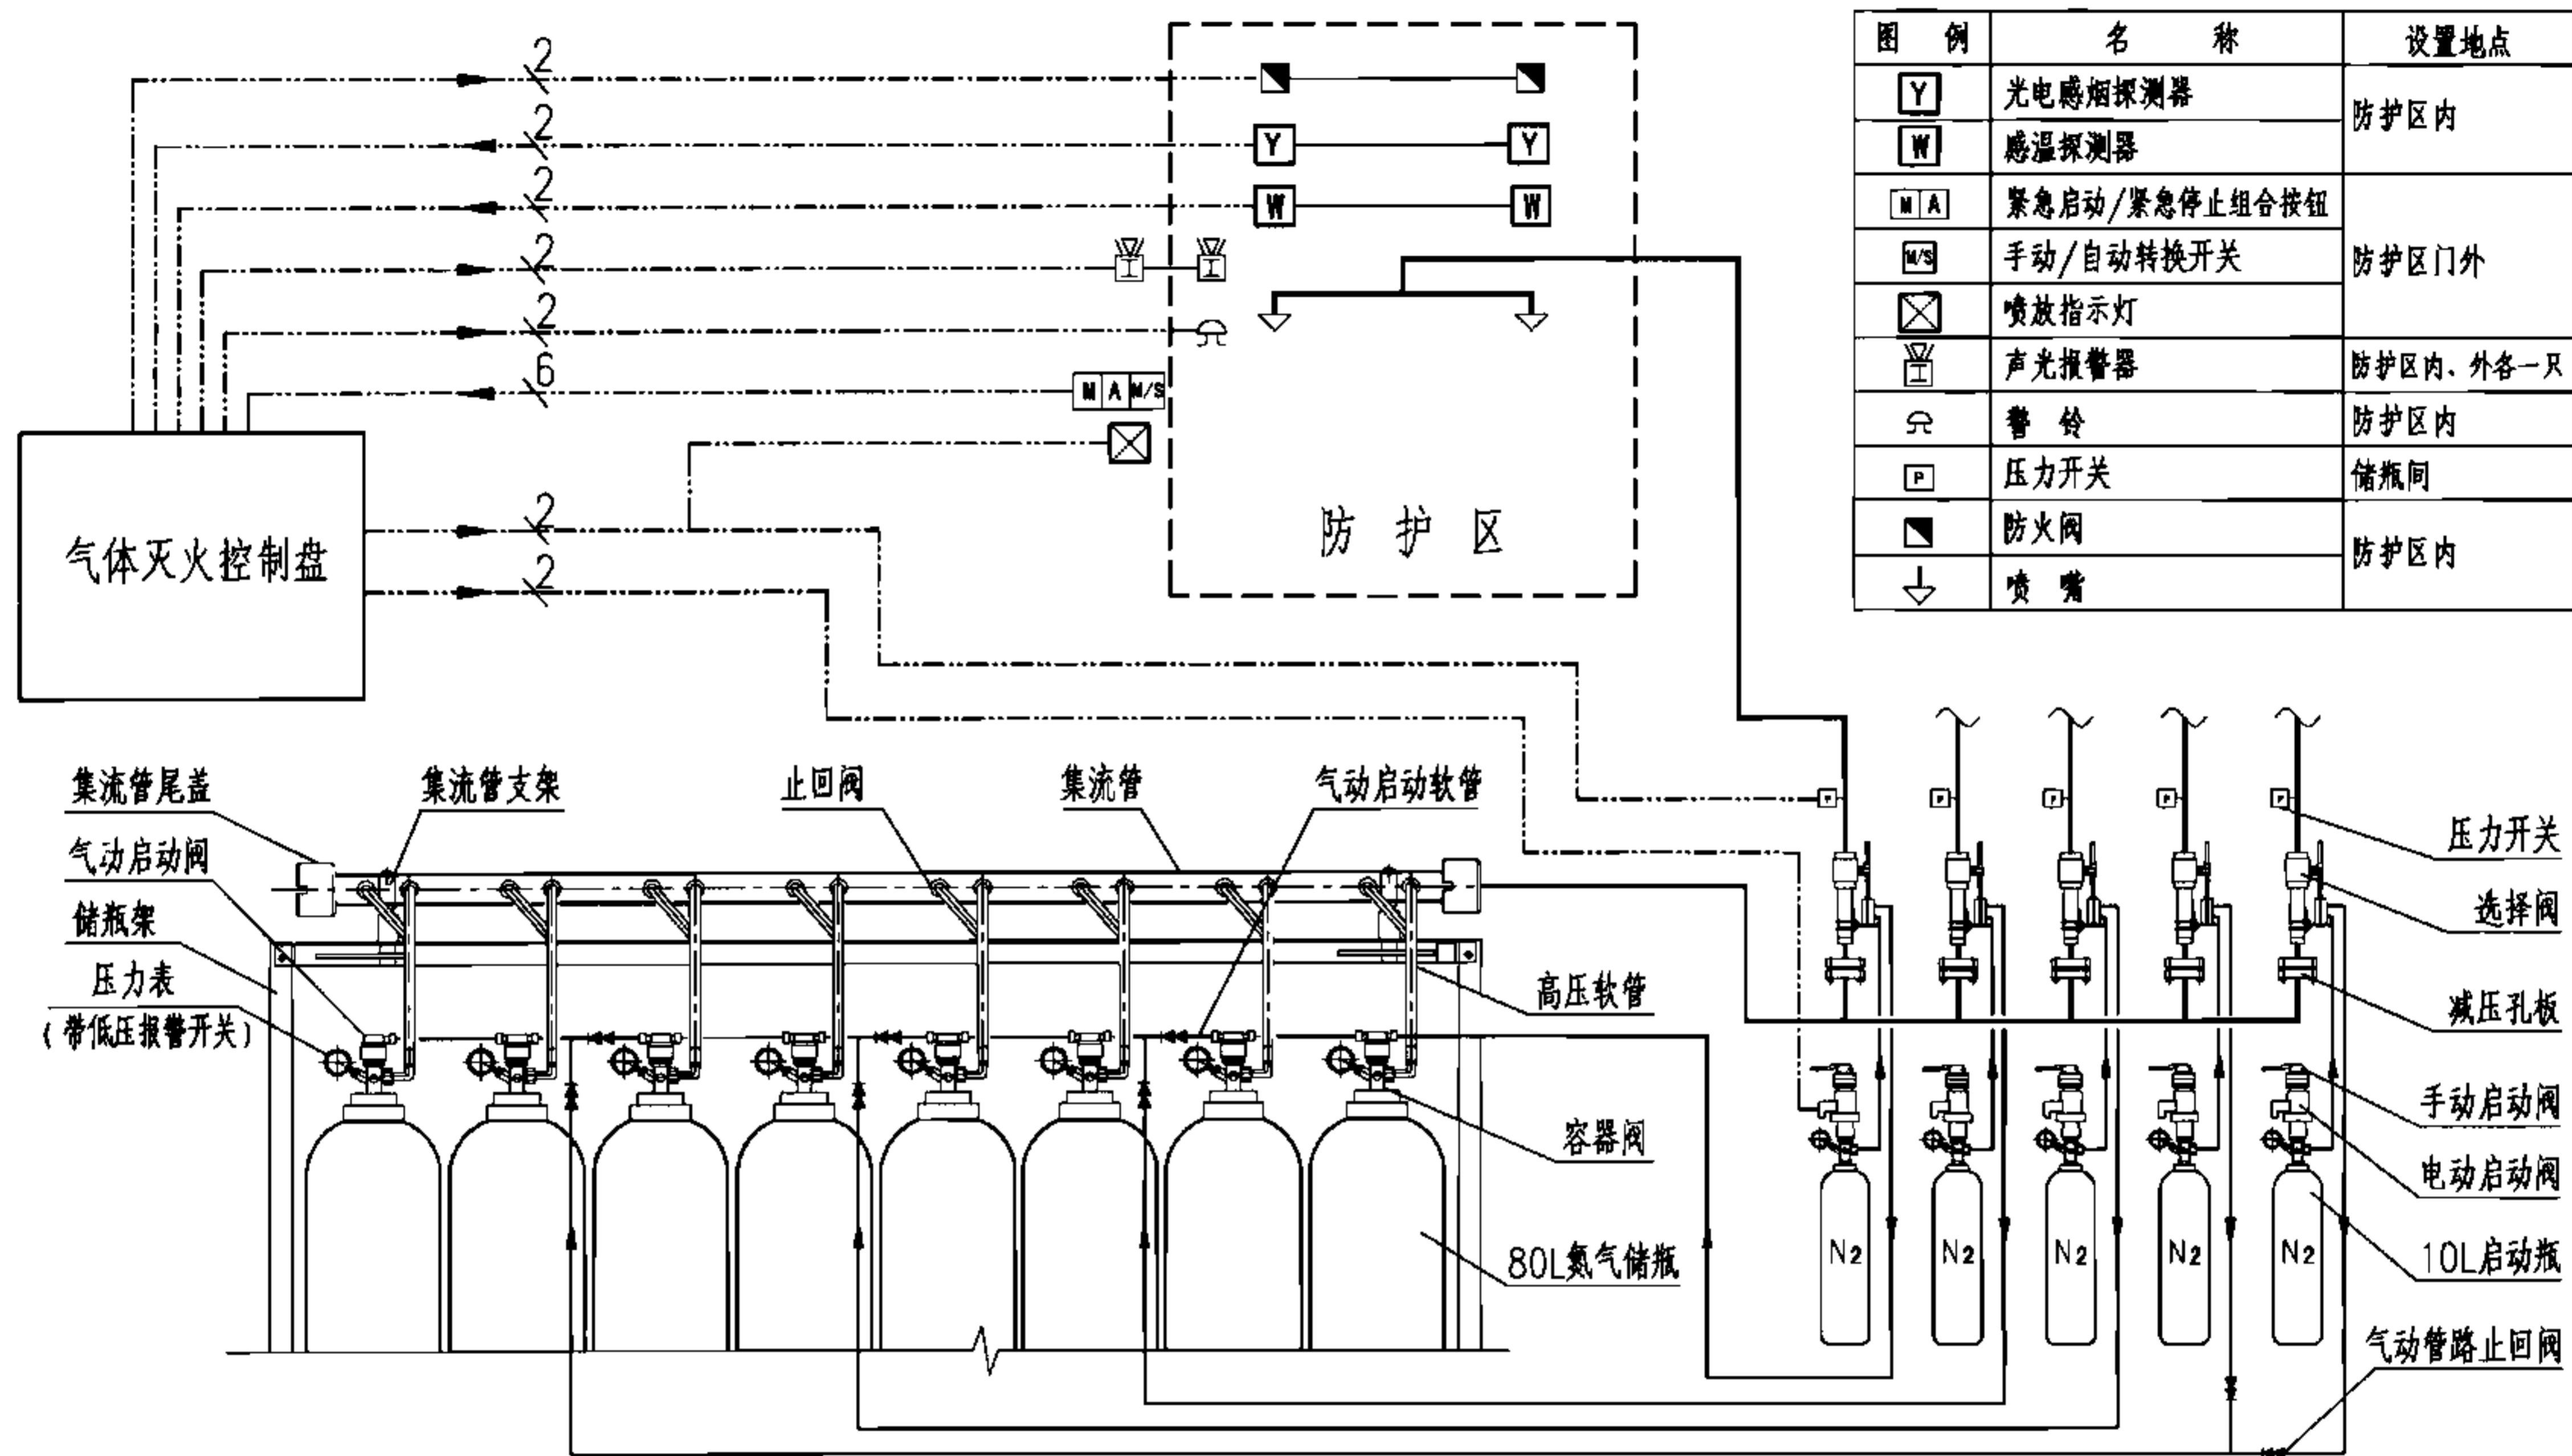 图 例 名 称 设置地点
Y 光电感烟探测器 防护区内
W 感温探测器
M A 紧急启动/紧急停止组合按钮
M/S 手动/自动转换开关 防护区门外
喷放指示灯
声光报警器 防护区内、外各一只
警 铃 防护区内
P 压力开关 储瓶间
防火阀 防护区内
喷 嘴
2
2
Y Y
2
W W
2
2
6
M A M/S
2
2
气体灭火控制盘
防 护 区
集流管尾盖
集流管支架
止回阀
集流管
气动启动软管
气动启动阀
储瓶架
压力表
(带低压报警开关)
高压软管
容器阀
80L氮气储瓶
P P P P P
压力开关
选择阀
减压孔板
手动启动阀
电动启动阀
N2 N2 N2 N2 N2
10L启动瓶
气动管路止回阀